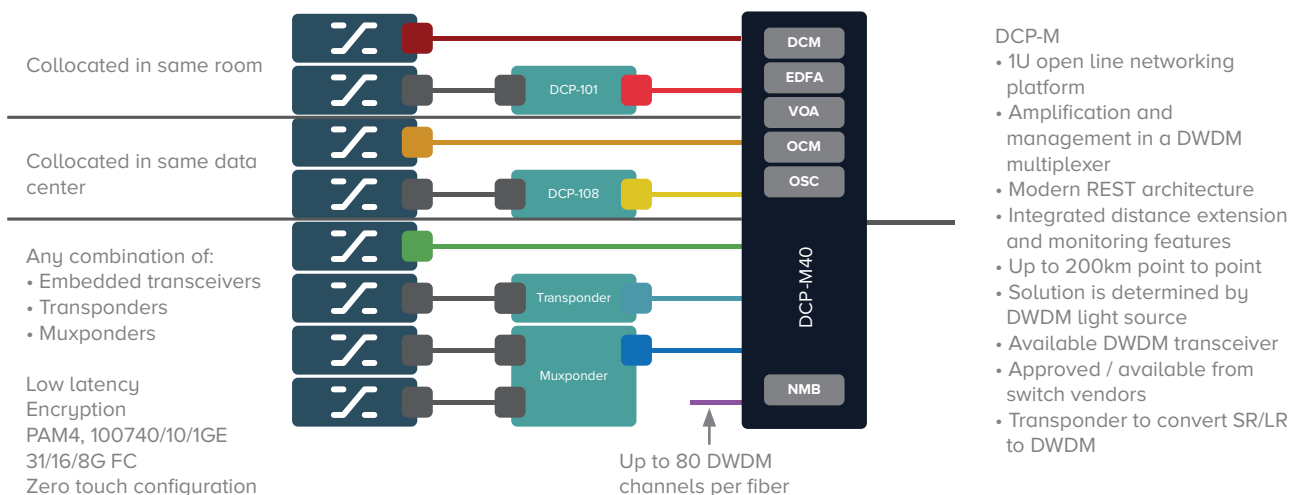 Collocated in same room
Collocated in same data
center
Any combination of:
• Embedded transceivers
• Transponders
• Muxponders
Low latency
Encryption
PAM4, 100740/10/1GE
31/16/8G FC
Zero touch configuration
DCP-101
DCP-108
Transponder
Muxponder
Up to 80 DWDM
channels per fiber
DCM
EDFA
VOA
OCM
OSC
DCP-M40
NMB
DCP-M
• 1U open line networking
platform
• Amplification and
management in a DWDM
multiplexer
• Modern REST architecture
• Integrated distance extension
and monitoring features
• Up to 200km point to point
• Solution is determined by
DWDM light source
• Available DWDM transceiver
• Approved / available from
switch vendors
• Transponder to convert SR/LR
to DWDM